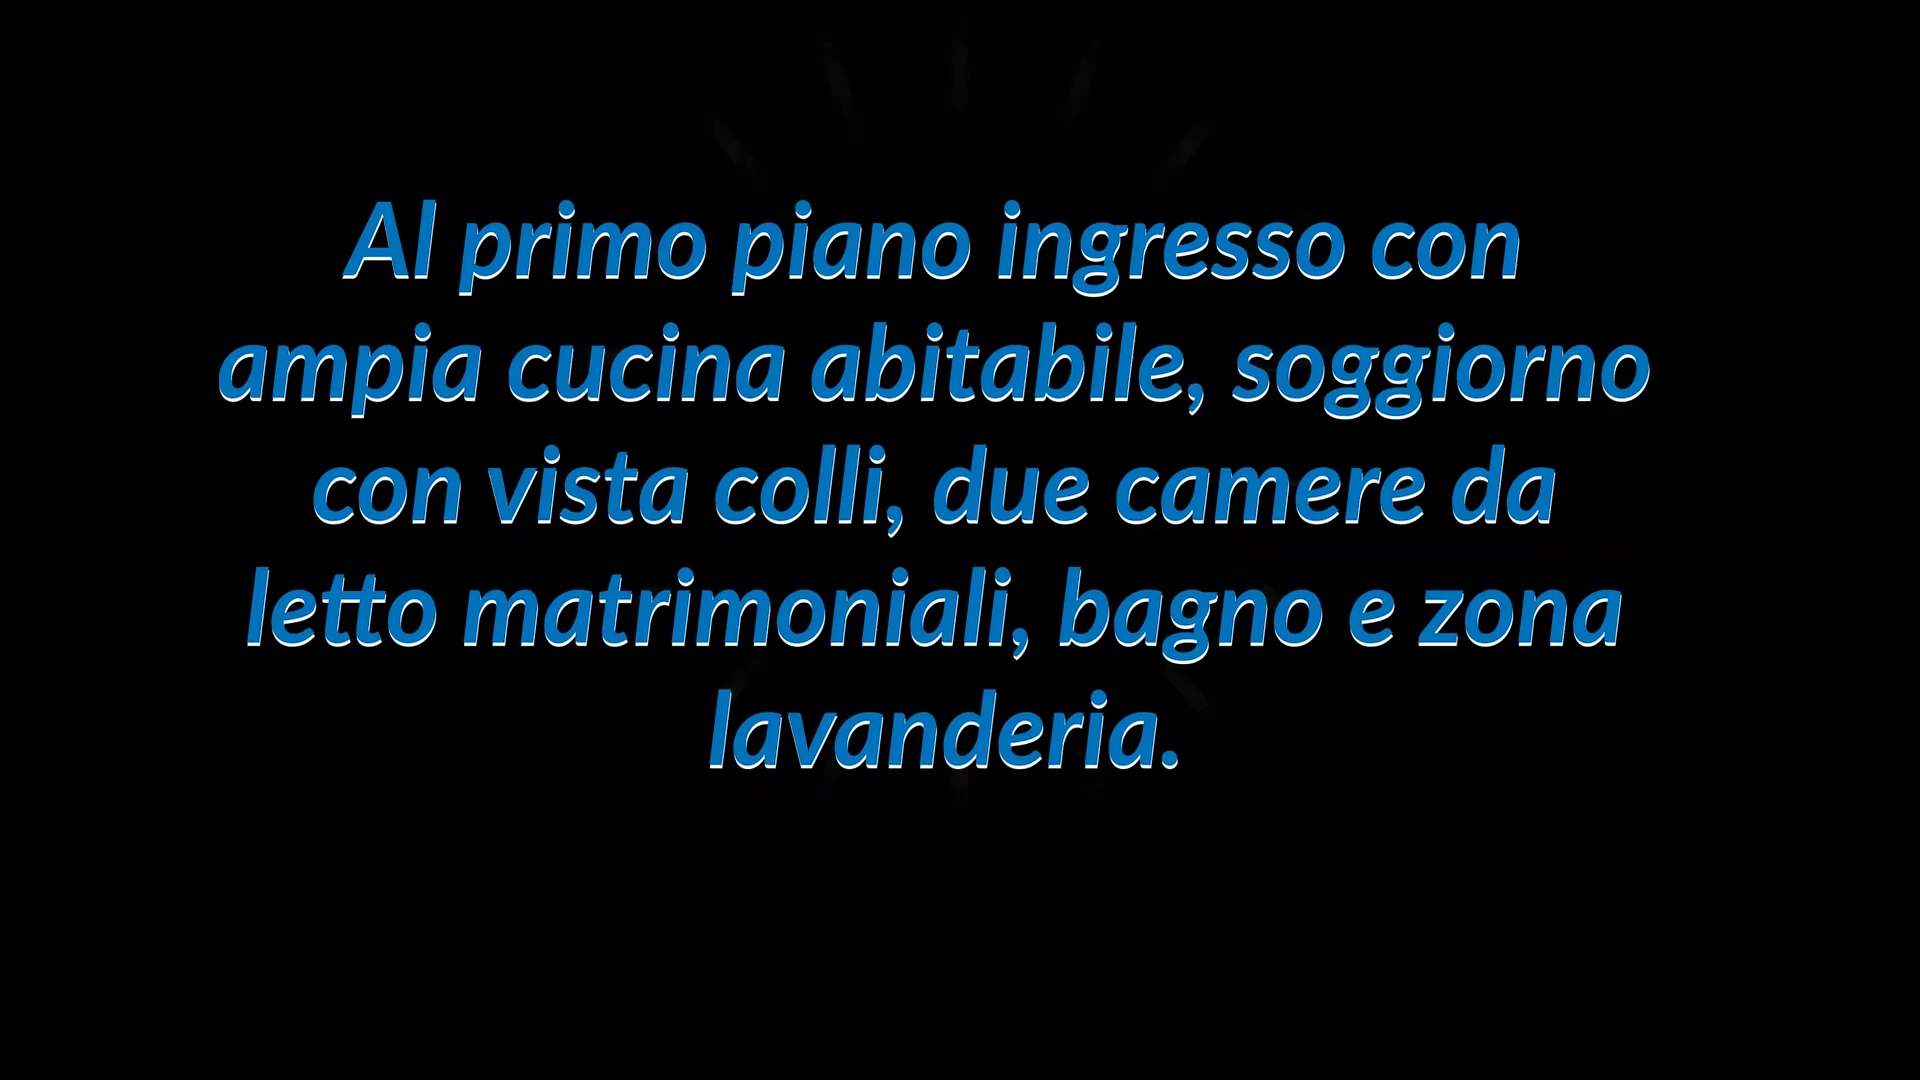 Al primo piano ingresso con
ampia cucina abitabile, soggiorno
con vista colli, due camere da
letto matrimoniali, bagno e zona
lavanderia.